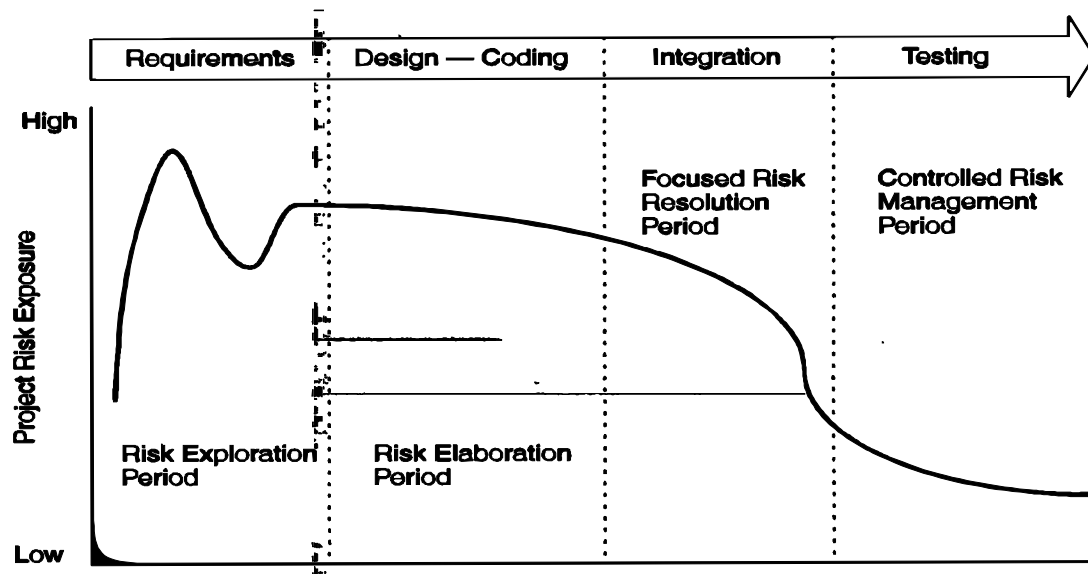 Requirements
Design — Coding
Integration
Testing
High
Focused Risk
Resolution
Period
Controlled Risk
Management
Period
Project Risk Exposure
Risk Exploration
Period
Risk Elaboration
Period
Low